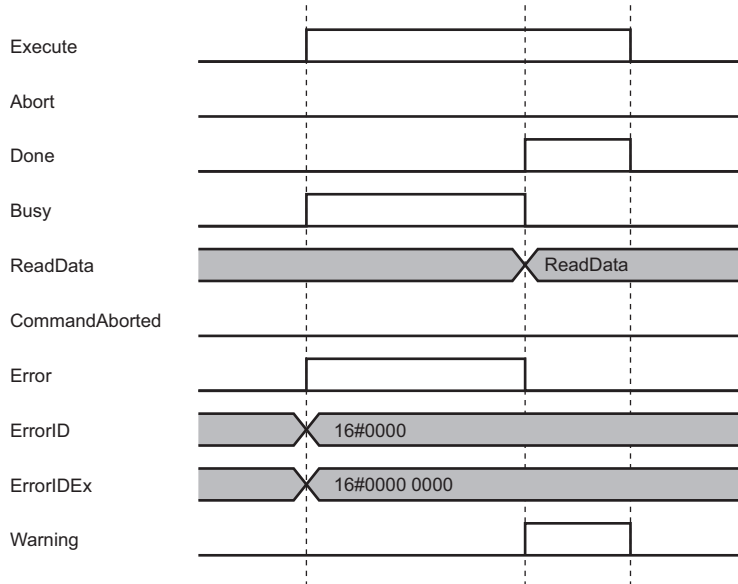 Execute
Abort
Done
Busy
ReadData
ReadData
CommandAborted
Error
ErrorID
16#0000
ErrorIDEx
16#0000 0000
Warning